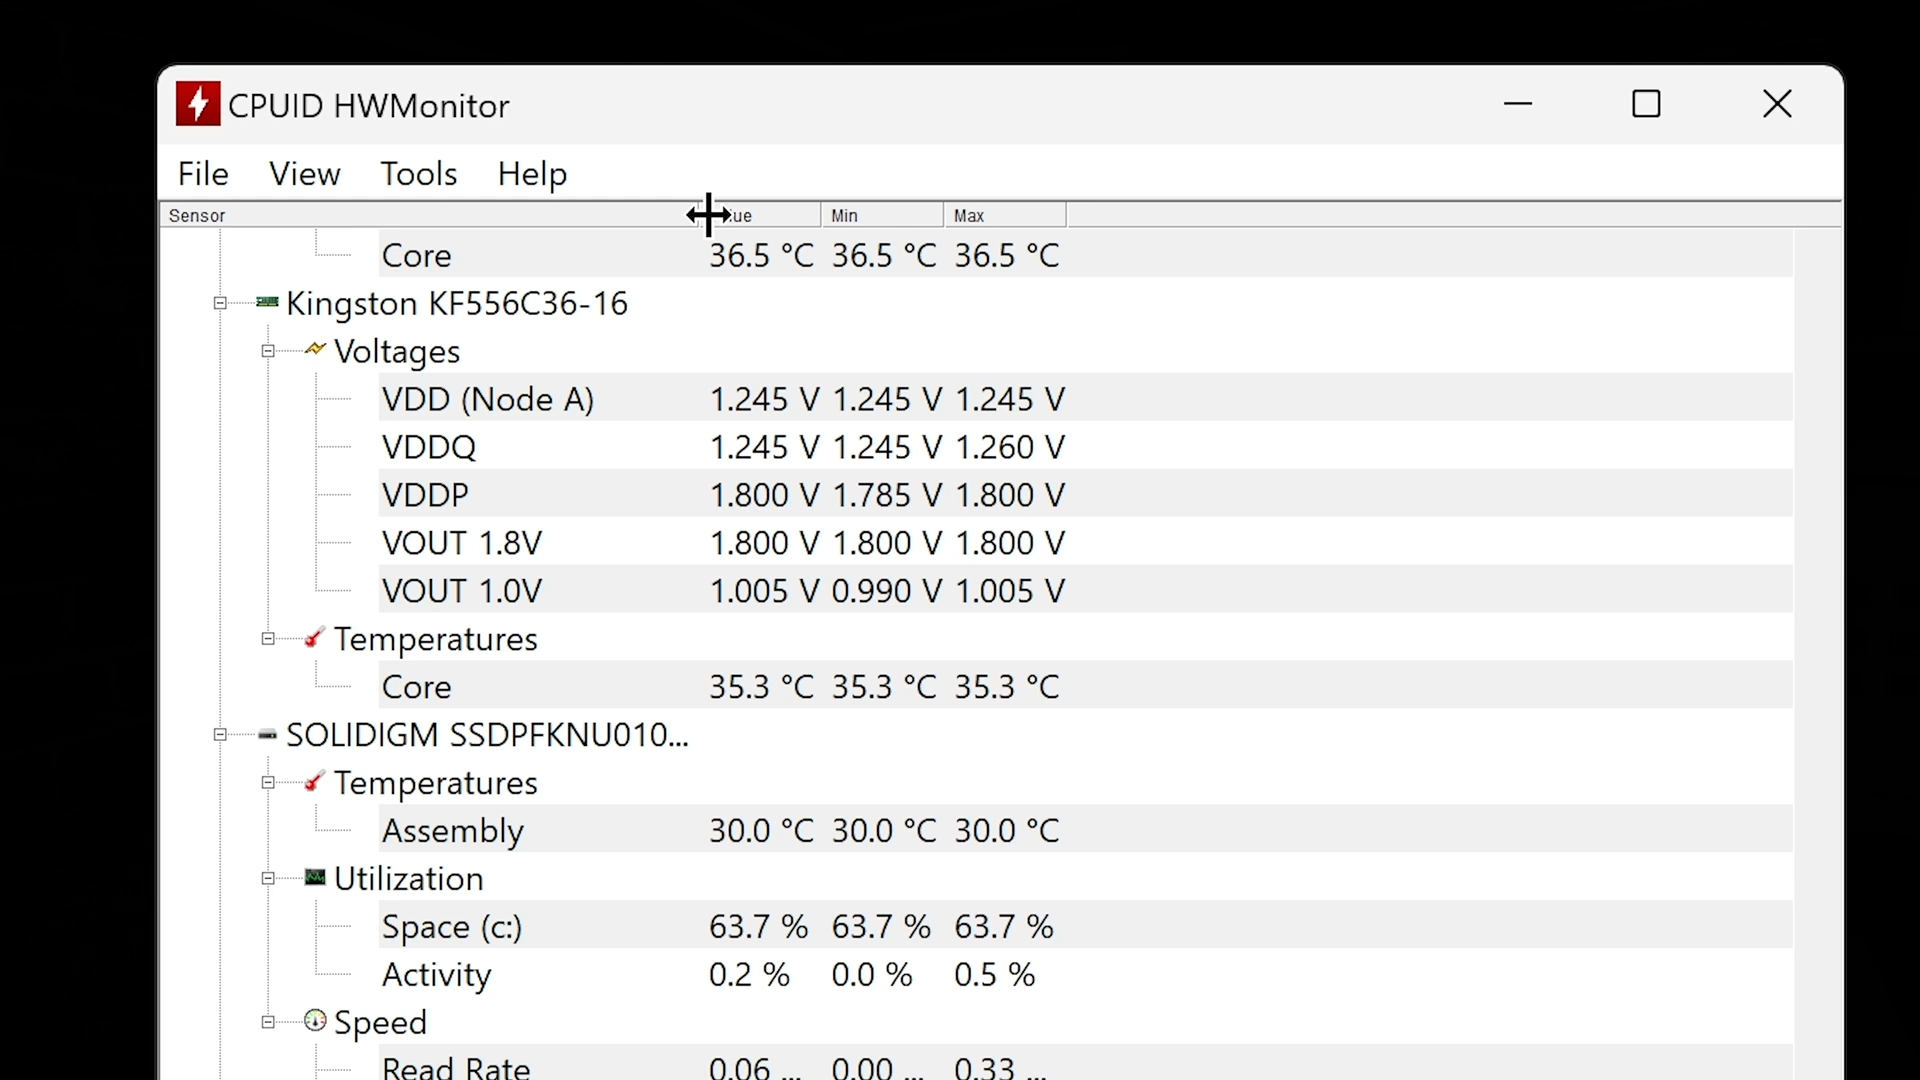 CPUID HWMonitor
File View Tools Help
Sensor ue Min Max
Core 36.5 °C 36.5 °C 36.5 °C
Kingston KF556C36-16
Voltages
VDD (Node A) 1.245 V 1.245 V 1.245 V
VDDQ 1.245 V 1.245 V 1.260 V
VDDP 1.800 V 1.785 V 1.800 V
VOUT 1.8V 1.800 V 1.800 V 1.800 V
VOUT 1.0V 1.005 V 0.990 V 1.005 V
Temperatures
Core 35.3 °C 35.3 °C 35.3 °C
SOLIDIGM SSDPFKNU010...
Temperatures
Assembly 30.0 °C 30.0 °C 30.0 °C
Utilization
Space (c:) 63.7 % 63.7 % 63.7 %
Activity 0.2 % 0.0 % 0.5 %
Speed
Read Rate 0.06 ... 0.00 ... 0.33 ...